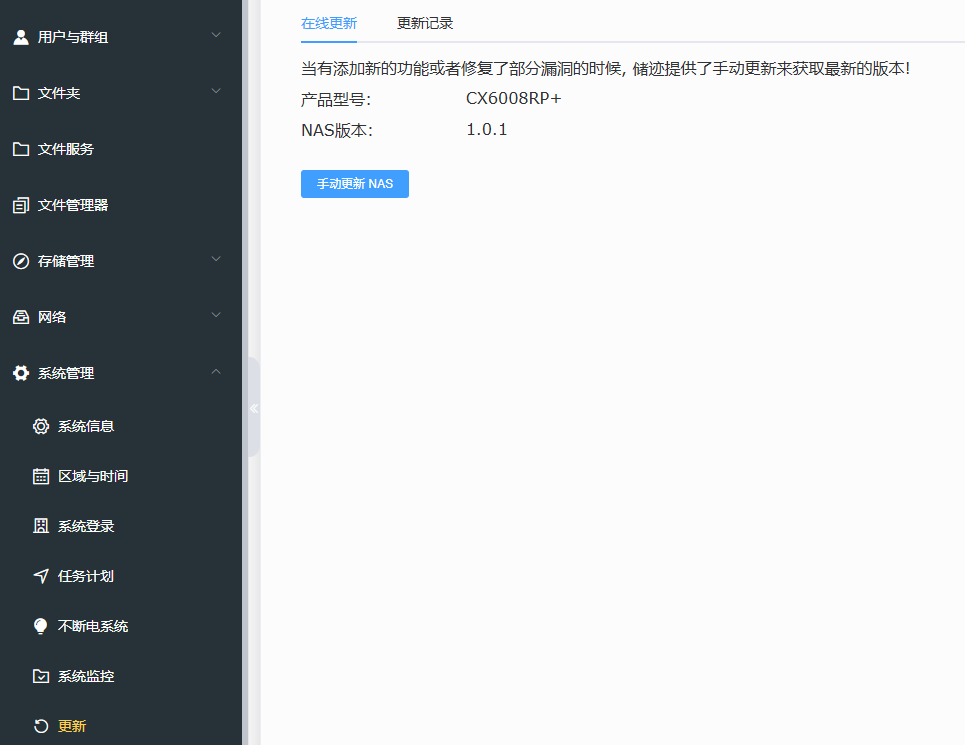 用户与群组
文件夹
文件服务
文件管理器
存储管理
网络
系统管理
系统信息
区域与时间
系统登录
任务计划
不断电系统
系统监控
更新
在线更新 更新记录
当有添加新的功能或者修复了部分漏洞的时候, 储迹提供了手动更新来获取最新的版本!
产品型号: CX6008RP+
NAS版本: 1.0.1
手动更新 NAS